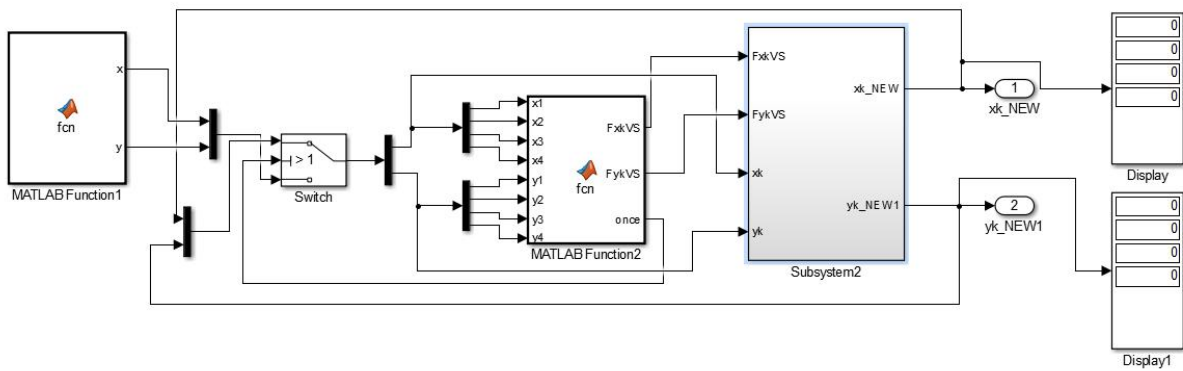 x
fcn
y
MATLAB Function1
> 1
Switch
x1
x2
x3
x4
y1
y2
y3
y4
FxkVS
FykVS
once
fcn
MATLAB Function2
FxkVS
FykVS
xk
yk
xk_NEW
yk_NEW1
Subsystem2
1
xk_NEW
2
yk_NEW1
0
0
0
0
Display
0
0
0
0
Display1